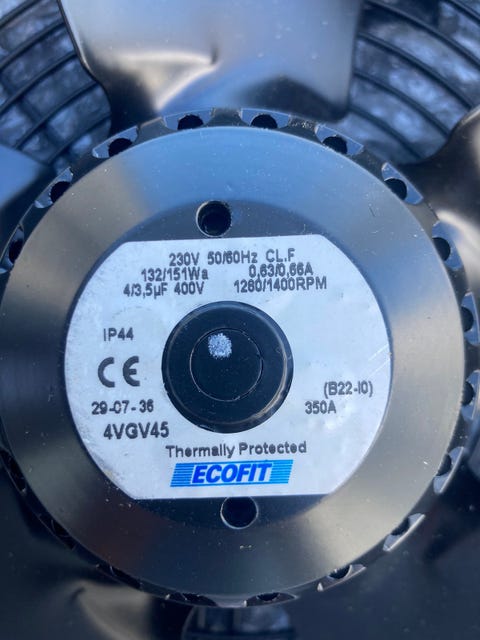 230V 50/60Hz CL.F
132/151Wa 0,63/0,66A
4/3,5µF 400V 1280/1400RPM
IP44
CE
29-07-36 (B22-I0)
4VGV45 350A
Thermally Protected
ECOFIT